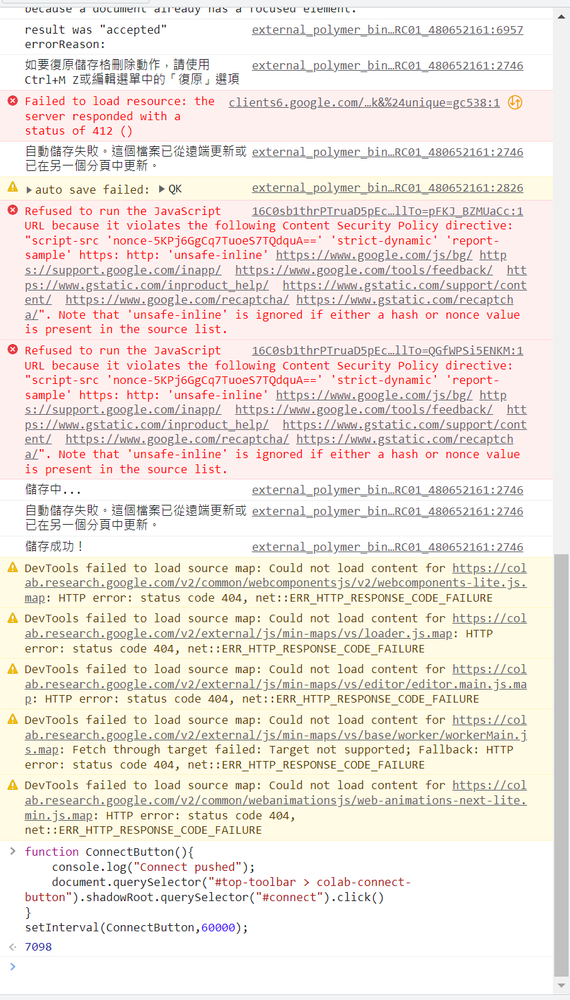 because a document already has a focused element.
result was "accepted" external_polymer_bin…RC01_480652161:6957
errorReason:
如要復原儲存格刪除動作，請使用 external_polymer_bin…RC01_480652161:2746
Ctrl+M Z或編輯選單中的「復原」選項
Failed to load resource: the clients6.google.com/…k&%24unique=gc538:1
server responded with a
status of 412 ()
自動儲存失敗。這個檔案已從遠端更新或 external_polymer_bin…RC01_480652161:2746
已在另一個分頁中更新。
auto save failed: QK external_polymer_bin…RC01_480652161:2826
Refused to run the JavaScript 16C0sb1thrPTruaD5pEc…llTo=pFKJ_BZMUaCc:1
URL because it violates the following Content Security Policy directive:
"script-src 'nonce-5KPj6GgCq7TuoeS7TQdquA==' 'strict-dynamic' 'report-
sample' https: http: 'unsafe-inline' https://www.google.com/js/bg/ http
s://support.google.com/inapp/ https://www.google.com/tools/feedback/ htt
ps://www.gstatic.com/inproduct_help/ https://www.gstatic.com/support/cont
ent/ https://www.google.com/recaptcha/ https://www.gstatic.com/recaptch
a/". Note that 'unsafe-inline' is ignored if either a hash or nonce value
is present in the source list.
Refused to run the JavaScript 16C0sb1thrPTruaD5pEc…llTo=QGfWPSi5ENKM:1
URL because it violates the following Content Security Policy directive:
"script-src 'nonce-5KPj6GgCq7TuoeS7TQdquA==' 'strict-dynamic' 'report-
sample' https: http: 'unsafe-inline' https://www.google.com/js/bg/ http
s://support.google.com/inapp/ https://www.google.com/tools/feedback/ htt
ps://www.gstatic.com/inproduct_help/ https://www.gstatic.com/support/cont
ent/ https://www.google.com/recaptcha/ https://www.gstatic.com/recaptch
a/". Note that 'unsafe-inline' is ignored if either a hash or nonce value
is present in the source list.
儲存中... external_polymer_bin…RC01_480652161:2746
自動儲存失敗。這個檔案已從遠端更新或 external_polymer_bin…RC01_480652161:2746
已在另一個分頁中更新。
儲存成功！ external_polymer_bin…RC01_480652161:2746
DevTools failed to load source map: Could not load content for https://col
ab.research.google.com/v2/common/webcomponentsjs/v2/webcomponents-lite.js.
map: HTTP error: status code 404, net::ERR_HTTP_RESPONSE_CODE_FAILURE
DevTools failed to load source map: Could not load content for https://col
ab.research.google.com/v2/external/js/min-maps/vs/loader.js.map: HTTP
error: status code 404, net::ERR_HTTP_RESPONSE_CODE_FAILURE
DevTools failed to load source map: Could not load content for https://col
ab.research.google.com/v2/external/js/min-maps/vs/editor/editor.main.js.ma
p: HTTP error: status code 404, net::ERR_HTTP_RESPONSE_CODE_FAILURE
DevTools failed to load source map: Could not load content for https://col
ab.research.google.com/v2/external/js/min-maps/vs/base/worker/workerMain.j
s.map: Fetch through target failed: Target not supported; Fallback: HTTP
error: status code 404, net::ERR_HTTP_RESPONSE_CODE_FAILURE
DevTools failed to load source map: Could not load content for https://col
ab.research.google.com/v2/common/webanimationsjs/web-animations-next-lite.
min.js.map: HTTP error: status code 404,
net::ERR_HTTP_RESPONSE_CODE_FAILURE
function ConnectButton(){
console.log("Connect pushed");
document.querySelector("#top-toolbar > colab-connect-
button").shadowRoot.querySelector("#connect").click()
}
setInterval(ConnectButton,60000);
7098